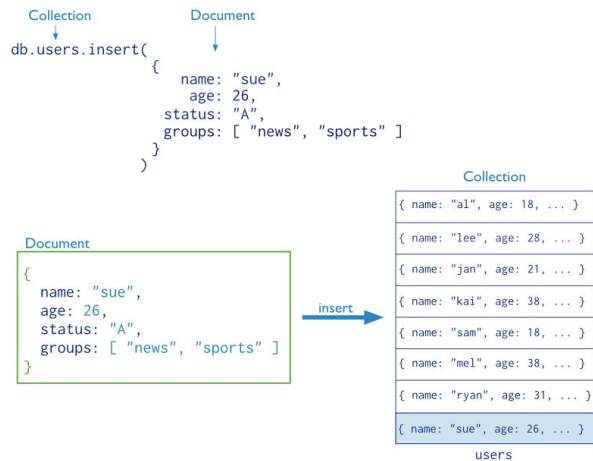 Collection Document
db.users.insert(
{
name: "sue",
age: 26,
status: "A",
groups: [ "news", "sports" ]
}
)
Collection
{ name: "al", age: 18, ... }
{ name: "lee", age: 28, ... }
{ name: "jan", age: 21, ... }
{ name: "kai", age: 38, ... }
{ name: "sam", age: 18, ... }
{ name: "mel", age: 38, ... }
{ name: "ryan", age: 31, ... }
{ name: "sue", age: 26, ... }
users
Document
{
name: "sue",
age: 26,
status: "A",
groups: [ "news", "sports" ]
}
insert